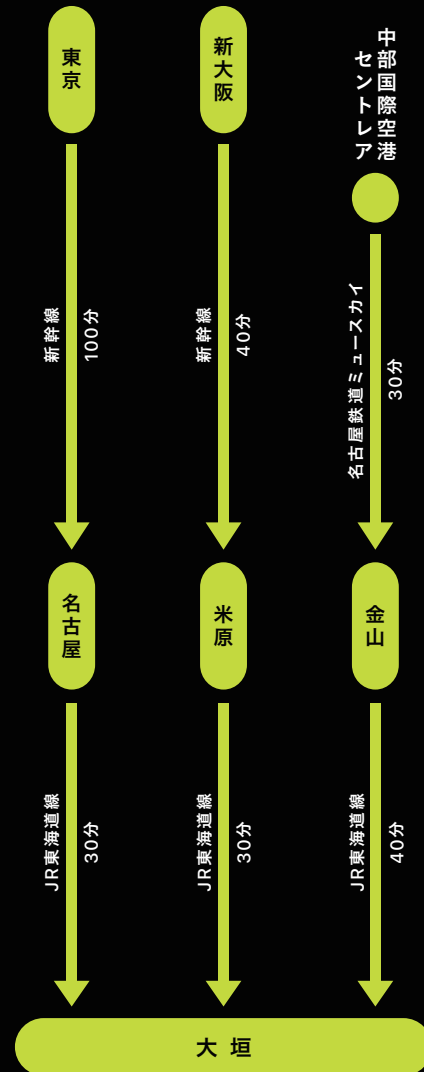 東京
新幹線
100分
名古屋
JR東海道線
30分
新大阪
新幹線
40分
米原
JR東海道線
30分
中部国際空港
セントレア
名古屋鉄道ミュースカイ
30分
金山
JR東海道線
40分
大垣